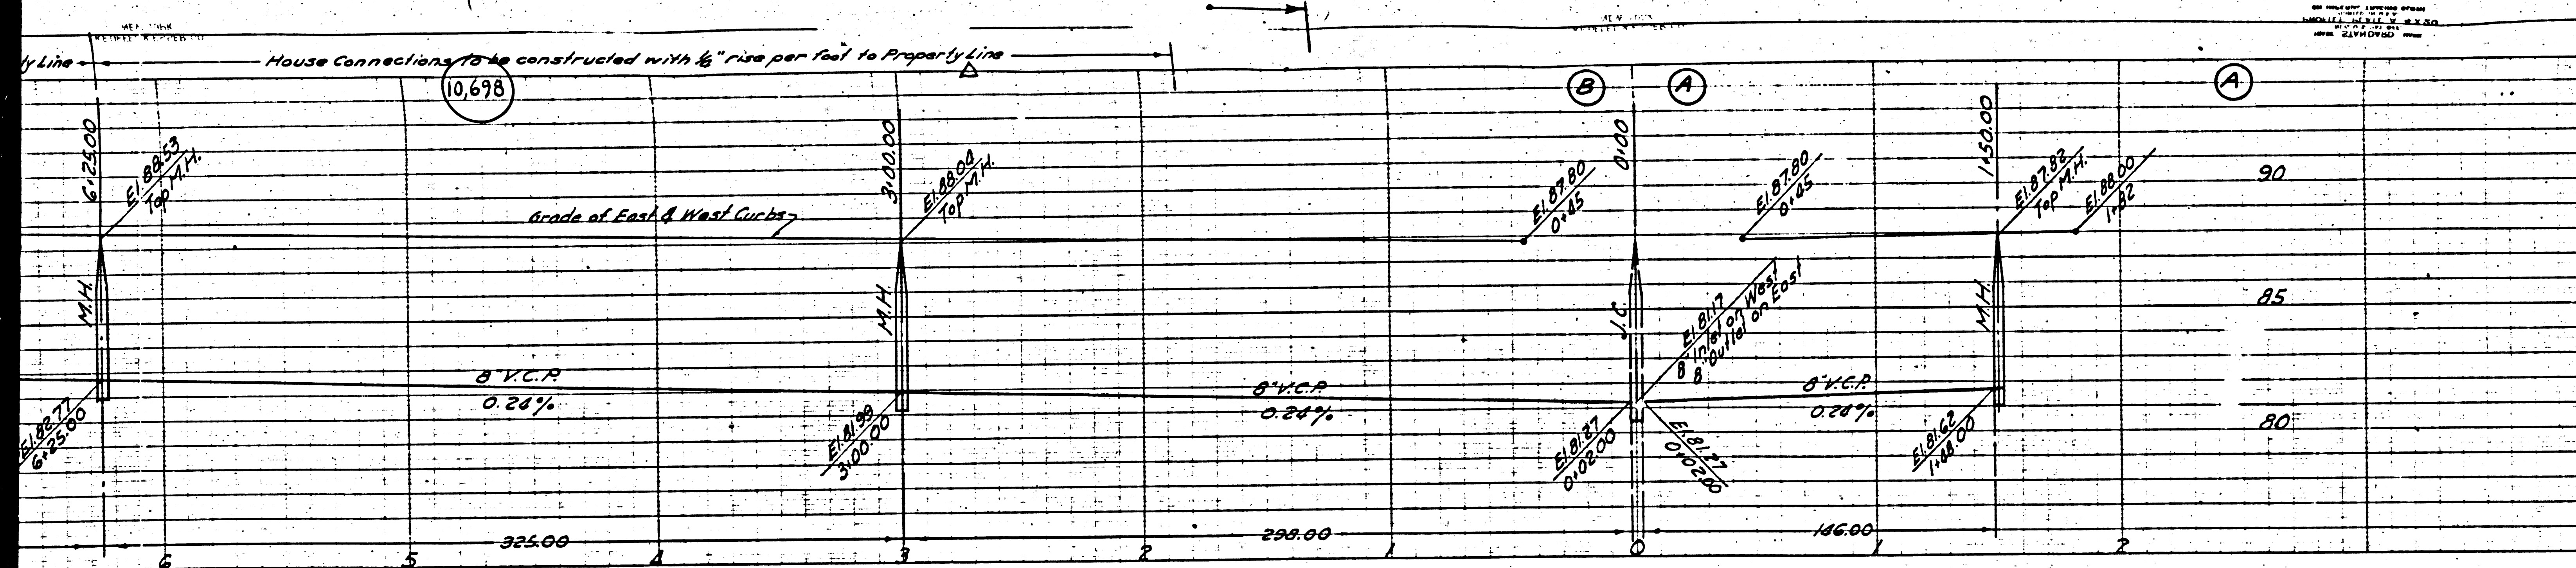 ty Line
House Connections to be constructed with 1/8" rise per foot to Property Line
10,698
B
A
A
STANDARD
6+25.00
El. 88.53
Top M.H.
3+00.00
El. 88.04
Top M.H.
Grade of East & West Curbs
El. 87.80
0+45
0+00
El. 87.80
0+45
1+50.00
El. 87.82
Top M.H.
El. 88.00
1+82
90
85
80
M.H.
M.H.
J.C.
M.H.
El. 81.17
8" Inlet on West
8" Outlet on East
8" V.C.P.
0.24%
8" V.C.P.
0.24%
8" V.C.P.
0.24%
El. 82.77
6+25.00
El. 81.99
3+00.00
El. 81.27
0+02.00
El. 81.27
0+02.00
El. 81.62
1+48.00
325.00
298.00
146.00
6
5
4
3
2
1
0
1
2